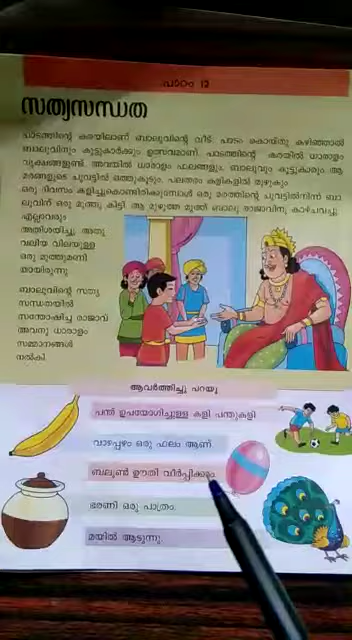 പാഠം 12
സത്യസന്ധത
പാടത്തിന്റെ കരയിലാണ് ബാലുവിന്റെ വീട്. പാടം കൊയ്തു കഴിഞ്ഞാൽ
ബാലുവിനും കൂട്ടുകാർക്കും ഉത്സവമാണ്. പാടത്തിന്റെ കരയിൽ ധാരാളം
വൃക്ഷങ്ങളുണ്ട്. അവയിൽ ധാരാളം ഫലങ്ങളും. ബാലുവും കൂട്ടുകാരും ആ
മരങ്ങളുടെ ചുവട്ടിൽ ഒത്തുകൂടും. പലതരം കളികളിൽ മുഴുകും
ഒരു ദിവസം കളിച്ചുകൊണ്ടിരിക്കുമ്പോൾ ഒരു മരത്തിന്റെ ചുവട്ടിൽനിന്ന് ബാ
ലുവിന് ഒരു മുത്തു കിട്ടി. ആ മുഴുത്ത മുത്ത് ബാലു രാജാവിനു കാഴ്ചവച്ചു
എല്ലാവരും
അതിശയിച്ചു. അതു
വലിയ വിലയുള്ള
ഒരു മുത്തുമണി
യായിരുന്നു
ബാലുവിന്റെ സത്യ
സന്ധതയിൽ
സന്തോഷിച്ച രാജാവ്
അവനു ധാരാളം
സമ്മാനങ്ങൾ
നൽകി.
ആവർത്തിച്ചു പറയൂ
പന്ത് ഉപയോഗിച്ചുള്ള കളി പന്തുകളി
വാഴപ്പഴം ഒരു ഫലം ആണ്.
ബലൂൺ ഊതി വീർപ്പിക്കും.
ഭരണി ഒരു പാത്രം.
മയിൽ ആടുന്നു.